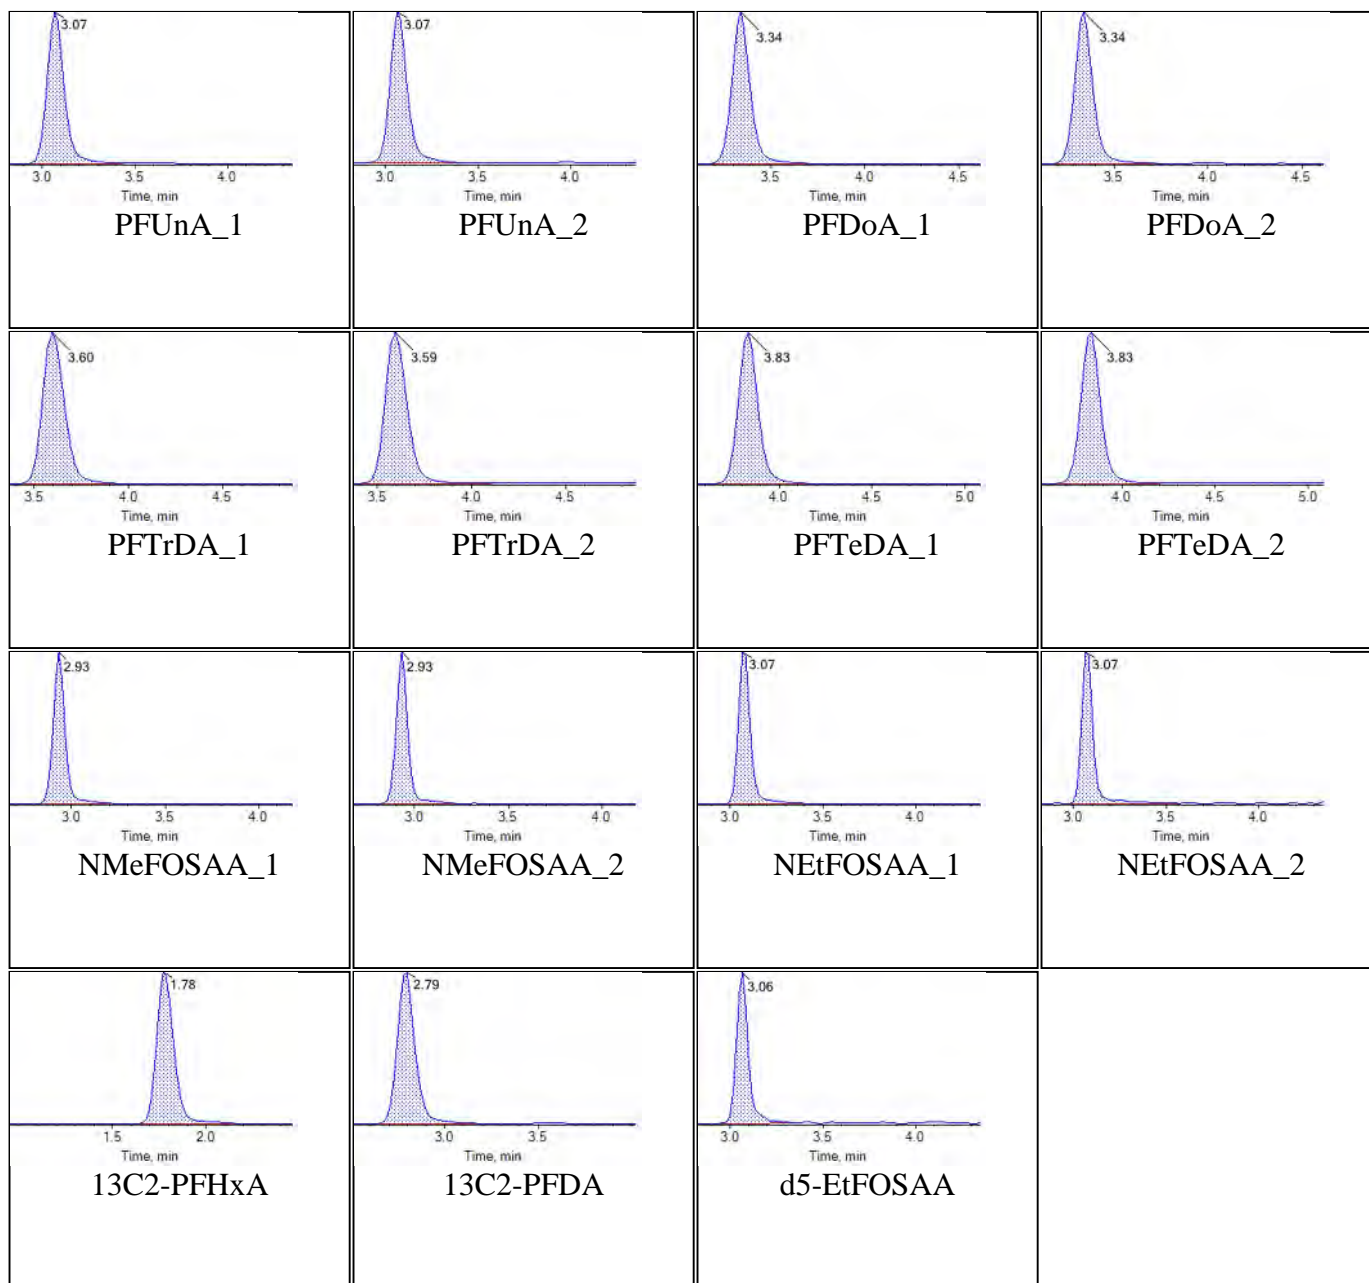 3.07
3.0 3.5 4.0
Time, min
PFUnA_1
3.07
3.0 3.5 4.0
Time, min
PFUnA_2
3.34
3.5 4.0 4.5
Time, min
PFDoA_1
3.34
3.5 4.0 4.5
Time, min
PFDoA_2
3.60
3.5 4.0 4.5
Time, min
PFTrDA_1
3.59
3.5 4.0 4.5
Time, min
PFTrDA_2
3.83
4.0 4.5 5.0
Time, min
PFTeDA_1
3.83
4.0 4.5 5.0
Time, min
PFTeDA_2
2.93
3.0 3.5 4.0
Time, min
NMeFOSAA_1
2.93
3.0 3.5 4.0
Time, min
NMeFOSAA_2
3.07
3.0 3.5 4.0
Time, min
NEtFOSAA_1
3.07
3.0 3.5 4.0
Time, min
NEtFOSAA_2
1.78
1.5 2.0
Time, min
13C2-PFHxA
2.79
3.0 3.5
Time, min
13C2-PFDA
3.06
3.0 3.5 4.0
Time, min
d5-EtFOSAA